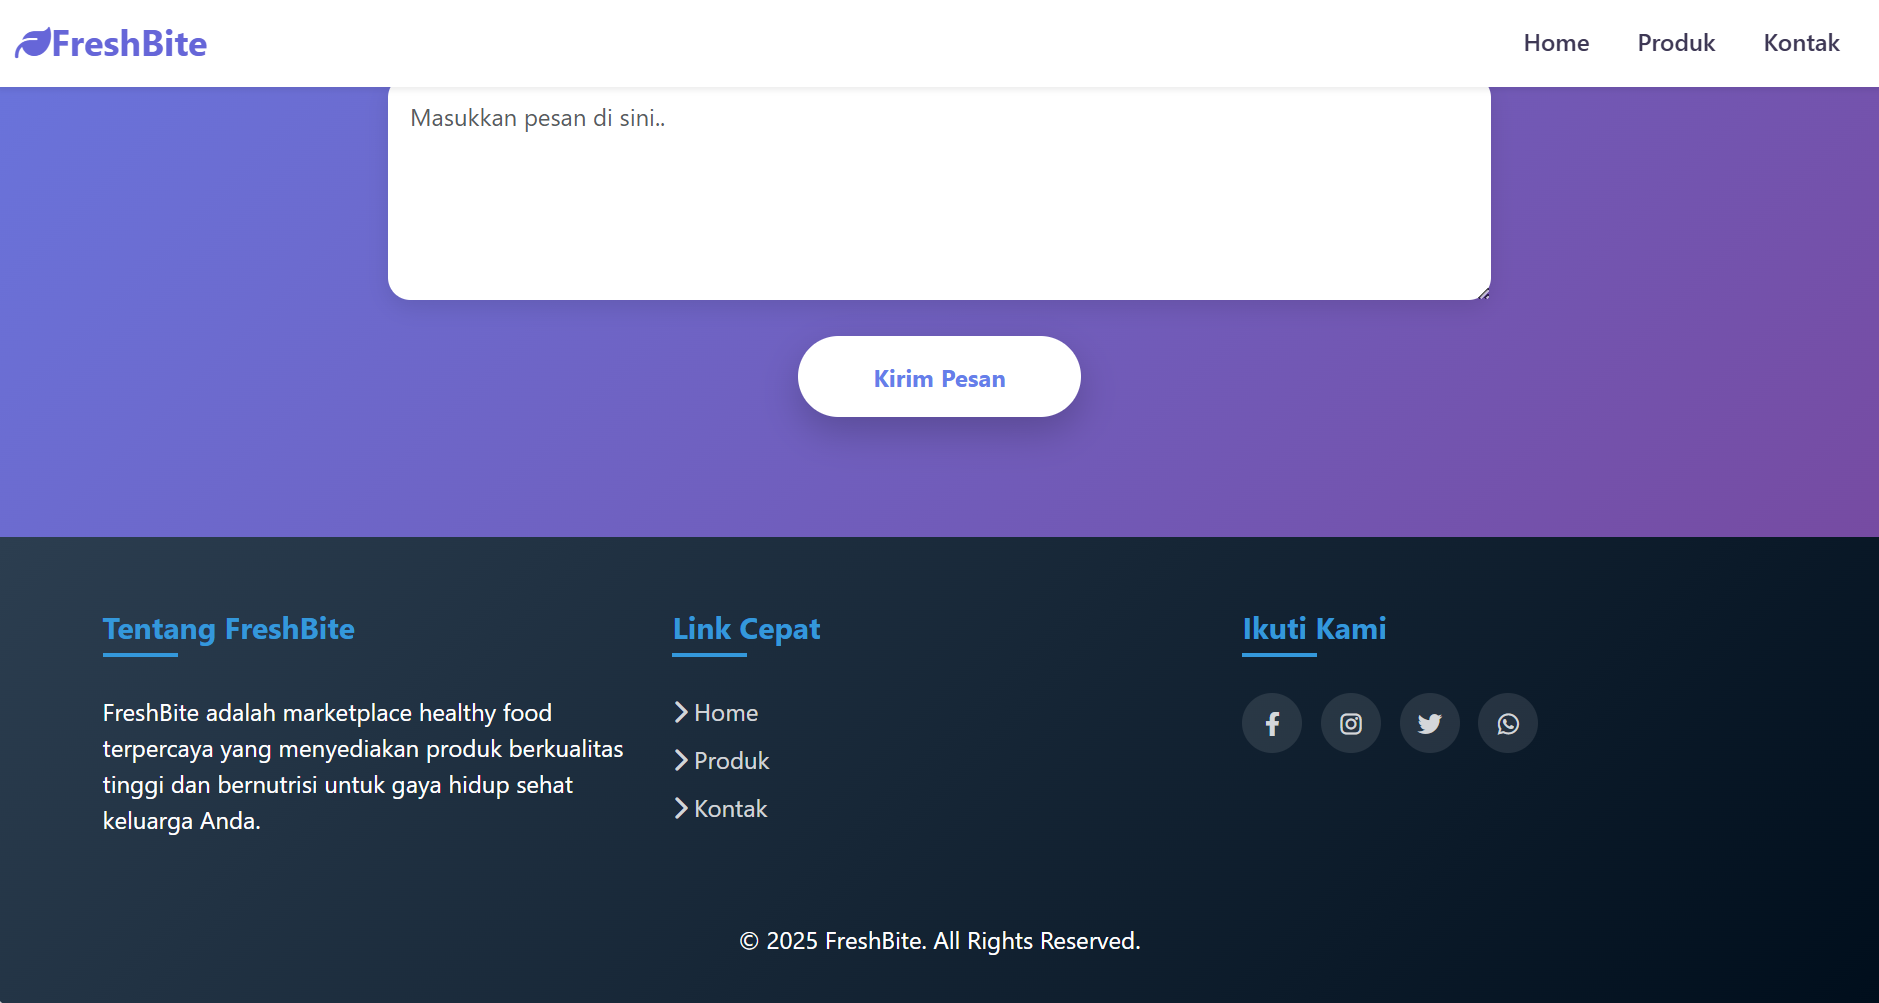 FreshBite
Home
Produk
Kontak
Masukkan pesan di sini..
Kirim Pesan
Tentang FreshBite
FreshBite adalah marketplace healthy food
terpercaya yang menyediakan produk berkualitas
tinggi dan bernutrisi untuk gaya hidup sehat
keluarga Anda.
Link Cepat
Home
Produk
Kontak
Ikuti Kami
© 2025 FreshBite. All Rights Reserved.